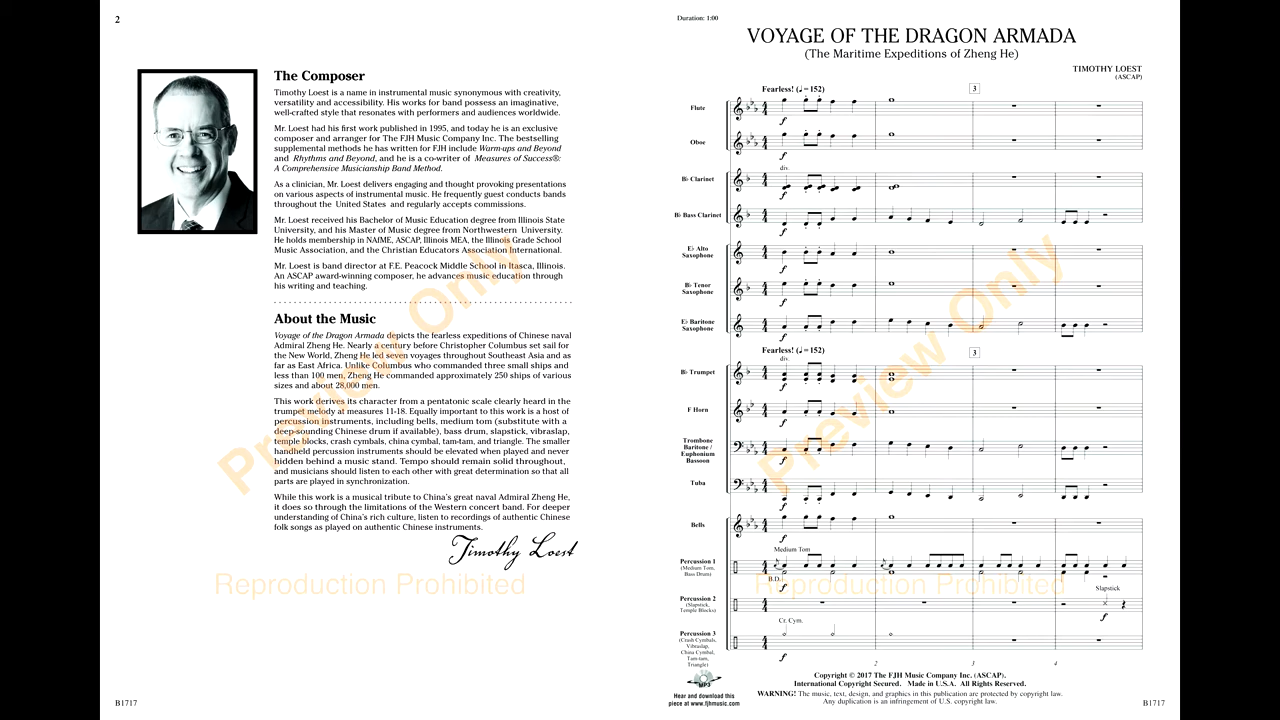 2
The Composer
Timothy Loest is a name in instrumental music synonymous with creativity,
versatility and accessibility. His works for band possess an imaginative,
well-crafted style that resonates with performers and audiences worldwide.
Mr. Loest had his first work published in 1995, and today he is an exclusive
composer and arranger for The FJH Music Company Inc. The bestselling
supplemental methods he has written for FJH include Warm-ups and Beyond
and Rhythms and Beyond, and he is a co-writer of Measures of Success®:
A Comprehensive Musicianship Band Method.
As a clinician, Mr. Loest delivers engaging and thought provoking presentations
on various aspects of instrumental music. He frequently guest conducts bands
throughout the United States and regularly accepts commissions.
Mr. Loest received his Bachelor of Music Education degree from Illinois State
University, and his Master of Music degree from Northwestern University.
He holds membership in NAfME, ASCAP, Illinois MEA, the Illinois Grade School
Music Association, and the Christian Educators Association International.
Mr. Loest is band director at F.E. Peacock Middle School in Itasca, Illinois.
An ASCAP award-winning composer, he advances music education through
his writing and teaching.
About the Music
Voyage of the Dragon Armada depicts the fearless expeditions of Chinese naval
Admiral Zheng He. Nearly a century before Christopher Columbus set sail for
the New World, Zheng He led seven voyages throughout Southeast Asia and as
far as East Africa. Unlike Columbus who commanded three small ships and
less than 100 men, Zheng He commanded approximately 250 ships of various
sizes and about 28,000 men.
This work derives its character from a pentatonic scale clearly heard in the
trumpet melody at measures 11-18. Equally important to this work is a host of
percussion instruments, including bells, medium tom (substitute with a
deep-sounding Chinese drum if available), bass drum, slapstick, vibraslap,
temple blocks, crash cymbals, china cymbal, tam-tam, and triangle. The smaller
handheld percussion instruments should be elevated when played and never
hidden behind a music stand. Tempo should remain solid throughout,
and musicians should listen to each other with great determination so that all
parts are played in synchronization.
While this work is a musical tribute to China's great naval Admiral Zheng He,
it does so through the limitations of the Western concert band. For deeper
understanding of China's rich culture, listen to recordings of authentic Chinese
folk songs as played on authentic Chinese instruments.
Timothy Loest
Preview Only
Reproduction Prohibited
B1717
Duration: 1:00
VOYAGE OF THE DRAGON ARMADA
(The Maritime Expeditions of Zheng He)
TIMOTHY LOEST
(ASCAP)
Fearless! (♩ = 152)
3
Flute
f
Oboe
f
div.
B♭ Clarinet
f
B♭ Bass Clarinet
f
E♭ Alto
Saxophone
f
B♭ Tenor
Saxophone
f
E♭ Baritone
Saxophone
f
Fearless! (♩ = 152)
3
div.
B♭ Trumpet
f
F Horn
f
Trombone
Baritone /
Euphonium
Bassoon
f
Tuba
f
Bells
f
Medium Tom
Percussion 1
(Medium Tom,
Bass Drum)
B.D.
f
Slapstick
Percussion 2
(Slapstick,
Temple Blocks)
f
Cr. Cym.
Percussion 3
(Crash Cymbals,
Vibraslap,
China Cymbal,
Tam-tam,
Triangle)
f
2
3
4
Preview Only
Reproduction Prohibited
MP3
Hear and download this
piece at www.fjhmusic.com
Copyright © 2017 The FJH Music Company Inc. (ASCAP).
International Copyright Secured. Made in U.S.A. All Rights Reserved.
WARNING! The music, text, design, and graphics in this publication are protected by copyright law.
Any duplication is an infringement of U.S. copyright law.
B1717